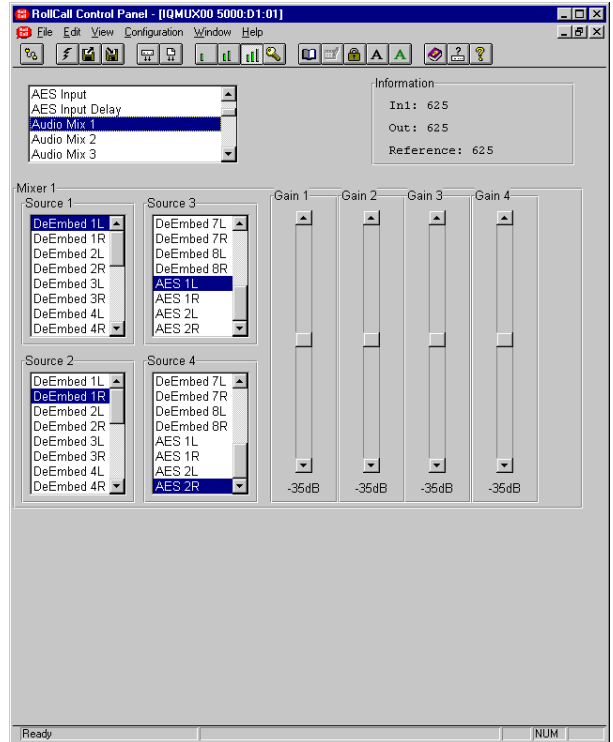 RollCall Control Panel - [IQMUX00 5000:D1:01]
File Edit View Configuration Window Help
AES Input
AES Input Delay
Audio Mix 1
Audio Mix 2
Audio Mix 3
Information
In1: 625
Out: 625
Reference: 625
Mixer 1
Source 1
DeEmbed 1L
DeEmbed 1R
DeEmbed 2L
DeEmbed 2R
DeEmbed 3L
DeEmbed 3R
DeEmbed 4L
DeEmbed 4R
Source 3
DeEmbed 7L
DeEmbed 7R
DeEmbed 8L
DeEmbed 8R
AES 1L
AES 1R
AES 2L
AES 2R
Source 2
DeEmbed 1L
DeEmbed 1R
DeEmbed 2L
DeEmbed 2R
DeEmbed 3L
DeEmbed 3R
DeEmbed 4L
DeEmbed 4R
Source 4
DeEmbed 7L
DeEmbed 7R
DeEmbed 8L
DeEmbed 8R
AES 1L
AES 1R
AES 2L
AES 2R
Gain 1 Gain 2 Gain 3 Gain 4
-35dB -35dB -35dB -35dB
Ready NUM